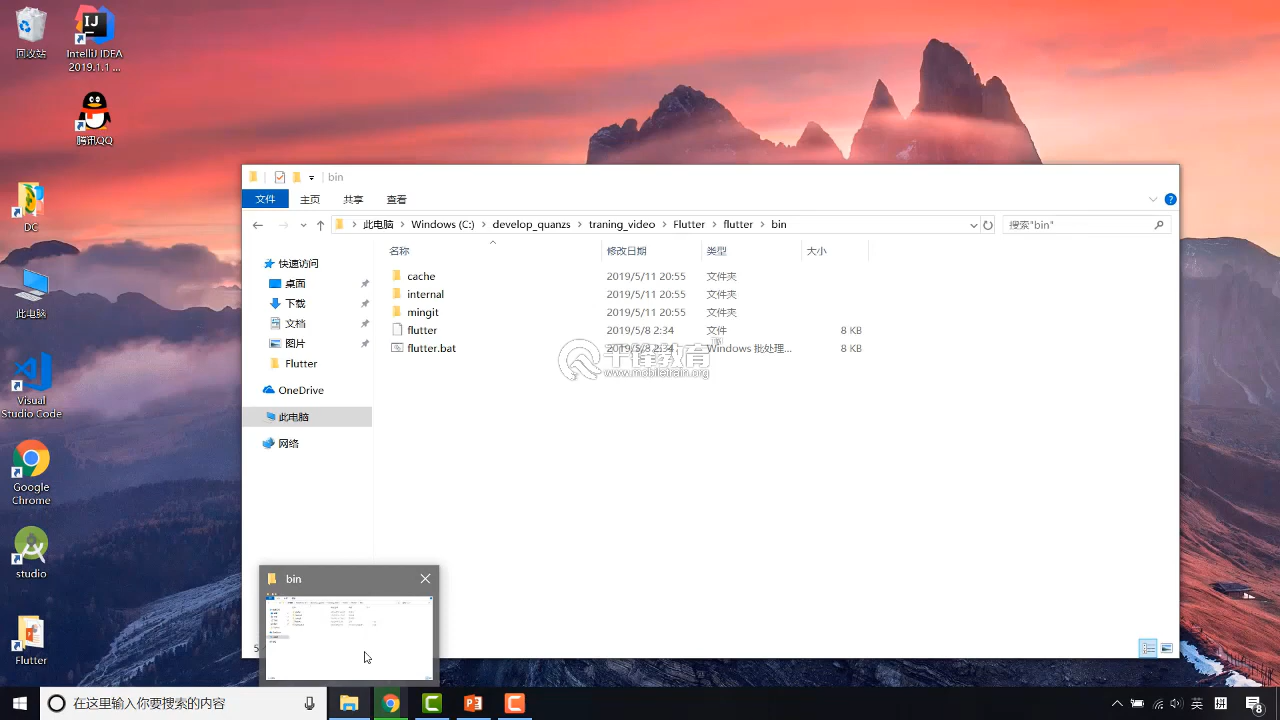 回收站
IntelliJ IDEA
2019.1.1 ...
腾讯QQ
DC
此电脑
Visual
Studio Code
Google
Chrome
studio
Flutter
bin
文件
主页
共享
查看
此电脑 > Windows (C:) > develop_quanzs > traning_video > Flutter > flutter > bin
搜索"bin"
名称
修改日期
类型
大小
快速访问
桌面
下载
文档
图片
Flutter
OneDrive
此电脑
网络
cache 2019/5/11 20:55 文件夹
internal 2019/5/11 20:55 文件夹
mingit 2019/5/11 20:55 文件夹
flutter 2019/5/8 2:34 文件 8 KB
flutter.bat 2019/5/8 2:34 Windows 批处理... 8 KB
千锋教育
www.mobiletrain.org
bin
在这里输入你要搜索的内容
英
拼
8